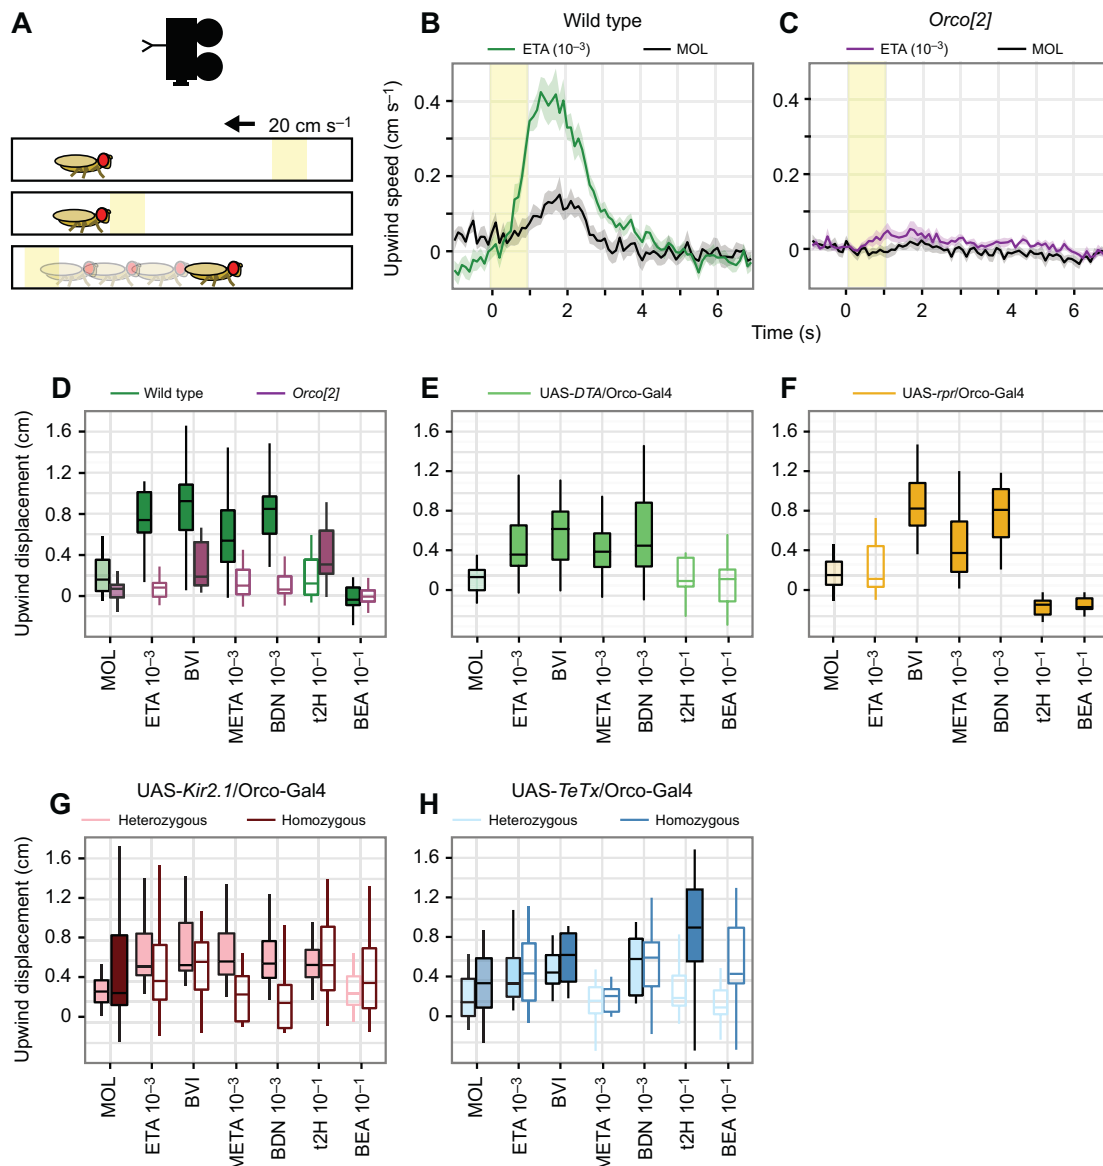 A
20 cm s⁻¹
B
Wild type
ETA (10⁻³)
MOL
Upwind speed (cm s⁻¹)
0.4
0.2
0
0
2
4
6
C
Orco[2]
ETA (10⁻³)
MOL
0.4
0.2
0
0
2
4
6
Time (s)
D
Wild type
Orco[2]
Upwind displacement (cm)
1.6
1.2
0.8
0.4
0
MOL
ETA 10⁻³
BVI
META 10⁻³
BDN 10⁻³
t2H 10⁻¹
BEA 10⁻¹
E
UAS-DTA/Orco-Gal4
1.6
1.2
0.8
0.4
0
MOL
ETA 10⁻³
BVI
META 10⁻³
BDN 10⁻³
t2H 10⁻¹
BEA 10⁻¹
F
UAS-rpr/Orco-Gal4
1.6
1.2
0.8
0.4
0
MOL
ETA 10⁻³
BVI
META 10⁻³
BDN 10⁻³
t2H 10⁻¹
BEA 10⁻¹
G
UAS-Kir2.1/Orco-Gal4
Heterozygous
Homozygous
Upwind displacement (cm)
1.6
1.2
0.8
0.4
0
MOL
ETA 10⁻³
BVI
META 10⁻³
BDN 10⁻³
t2H 10⁻¹
BEA 10⁻¹
H
UAS-TeTx/Orco-Gal4
Heterozygous
Homozygous
1.6
1.2
0.8
0.4
0
MOL
ETA 10⁻³
BVI
META 10⁻³
BDN 10⁻³
t2H 10⁻¹
BEA 10⁻¹